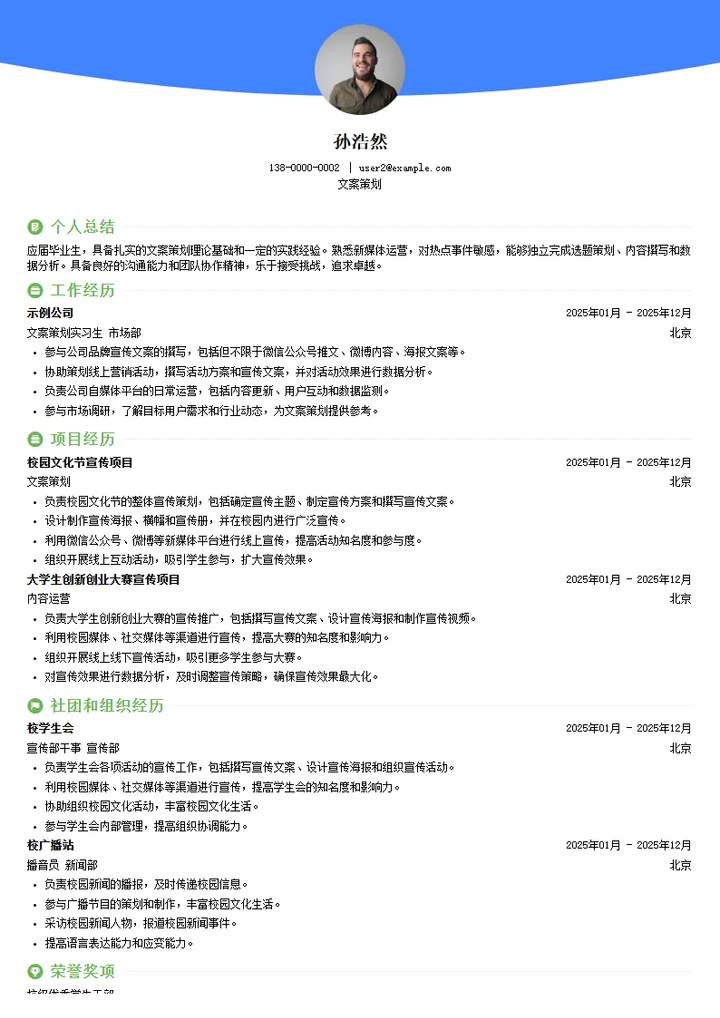 孙浩然
138-0000-0002 | user2@example.com
文案策划
个人总结
应届毕业生，具备扎实的文案策划理论基础和一定的实践经验。熟悉新媒体运营，对热点事件敏感，能够独立完成选题策划、内容撰写和数
据分析。具备良好的沟通能力和团队协作精神，乐于接受挑战，追求卓越。
工作经历
示创公司 2025年01月 - 2025年12月
文案策划实习生 市场部 北京
• 参与公司品牌宣传文案的撰写，包括但不限于微信公众号推文、微博内容、海报文案等。
• 协助策划线上营销活动，撰写活动方案和宣传文案，并对活动效果进行数据分析。
• 负责公司自媒体平台的日常运营，包括内容更新、用户互动和数据监测。
• 参与市场调研，了解目标用户需求和行业动态，为文案策划提供参考。
项目经历
校园文化节宣传项目 2025年01月 - 2025年12月
文案策划 北京
• 负责校园文化节的整体宣传策划，包括确定宣传主题、制定宣传方案和撰写宣传文案。
• 设计制作宣传海报、横幅和宣传册，并在校园内进行广泛宣传。
• 利用微信公众号、微博等新媒体平台进行线上宣传，提高活动知名度和参与度。
• 组织开展线上互动活动，吸引学生参与，扩大宣传效果。
大学生创新创业大赛宣传项目 2025年01月 - 2025年12月
内容运营 北京
• 负责大学生创新创业大赛的宣传推广，包括撰写宣传文案、设计宣传海报和制作宣传视频。
• 利用校园媒体、社交媒体等渠道进行宣传，提高大赛的知名度和影响力。
• 组织开展线上线下宣传活动，吸引更多学生参与大赛。
• 对宣传效果进行数据分析，及时调整宣传策略，确保宣传效果最大化。
社团和组织经历
校学生会 2025年01月 - 2025年12月
宣传部干事 宣传部 北京
• 负责学生会各项活动的宣传工作，包括撰写宣传文案、设计宣传海报和组织宣传活动。
• 利用校园媒体、社交媒体等渠道进行宣传，提高学生会的知名度和影响力。
• 协助组织校园文化活动，丰富校园文化生活。
• 参与学生会内部管理，提高组织协调能力。
校广播站 2025年01月 - 2025年12月
播音员 新闻部 北京
• 负责校园新闻的播报，及时传递校园信息。
• 参与广播节目的策划和制作，丰富校园文化生活。
• 采访校园新闻人物，报道校园新闻事件。
• 提高语言表达能力和应变能力。
荣誉奖项